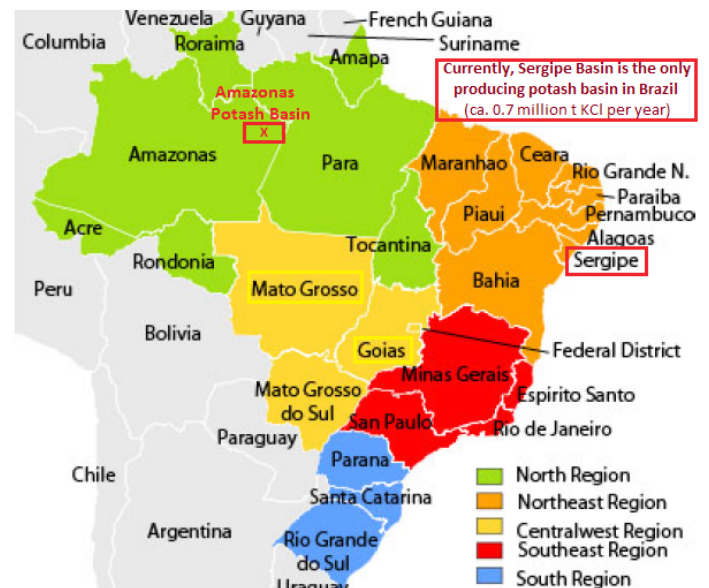 Venezuela
Guyana
French Guiana
Columbia
Roraima
Suriname
Amapa
Currently, Sergipe Basin is the only
producing potash basin in Brazil
(ca. 0.7 million t KCl per year)
Amazonas
Potash Basin
X
Amazonas
Para
Maranhao
Ceara
Rio Grande N.
Paraiba
Piaui
Pernambuco
Acre
Tocantina
Alagoas
Rondonia
Sergipe
Bahia
Peru
Mato Grosso
Bolivia
Goias
Federal District
Minas Gerais
Mato Grosso
do Sul
Espirito Santo
San Paulo
Rio de Janeiro
Paraguay
Parana
Chile
North Region
Santa Catarina
Northeast Region
Argentina
Centralwest Region
Rio Grande
do Sul
Southeast Region
South Region
Uruguay